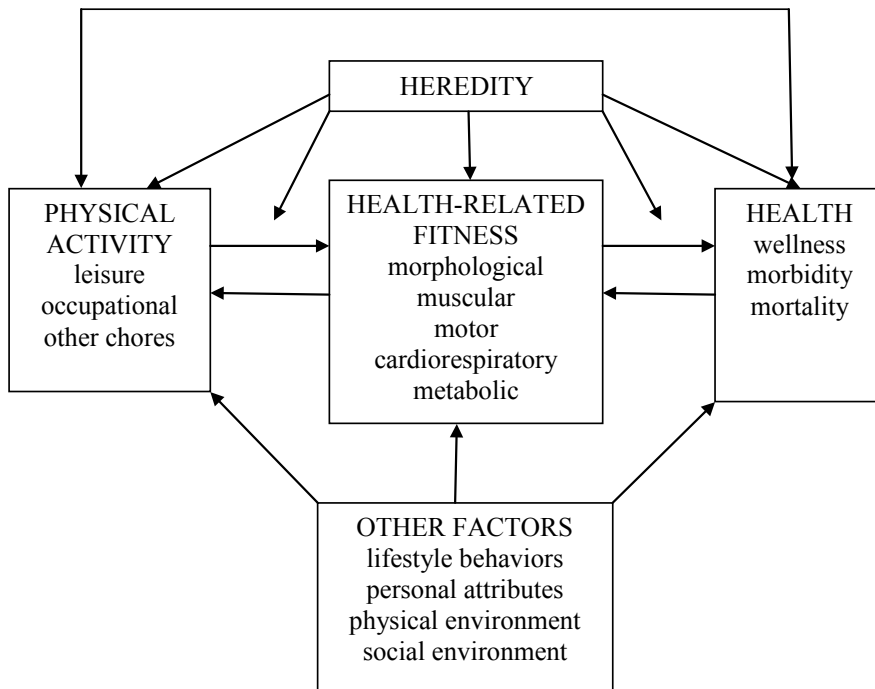 HEREDITY
PHYSICAL
ACTIVITY
leisure
occupational
other chores
HEALTH-RELATED
FITNESS
morphological
muscular
motor
cardiorespiratory
metabolic
HEALTH
wellness
morbidity
mortality
OTHER FACTORS
lifestyle behaviors
personal attributes
physical environment
social environment